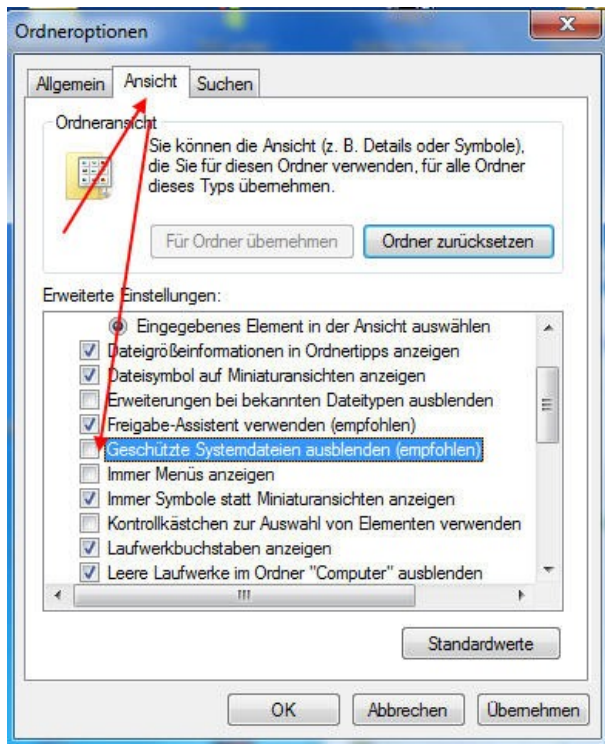 Ordneroptionen
Allgemein Ansicht Suchen
Ordneransicht
Sie können die Ansicht (z. B. Details oder Symbole),
die Sie für diesen Ordner verwenden, für alle Ordner
dieses Typs übernehmen.
Für Ordner übernehmen Ordner zurücksetzen
Erweiterte Einstellungen:
Eingegebenes Element in der Ansicht auswählen
Dateigrößeinformationen in Ordnertipps anzeigen
Dateisymbol auf Miniaturansichten anzeigen
Erweiterungen bei bekannten Dateitypen ausblenden
Freigabe-Assistent verwenden (empfohlen)
Geschützte Systemdateien ausblenden (empfohlen)
Immer Menüs anzeigen
Immer Symbole statt Miniaturansichten anzeigen
Kontrollkästchen zur Auswahl von Elementen verwenden
Laufwerkbuchstaben anzeigen
Leere Laufwerke im Ordner "Computer" ausblenden
Standardwerte
OK Abbrechen Übernehmen